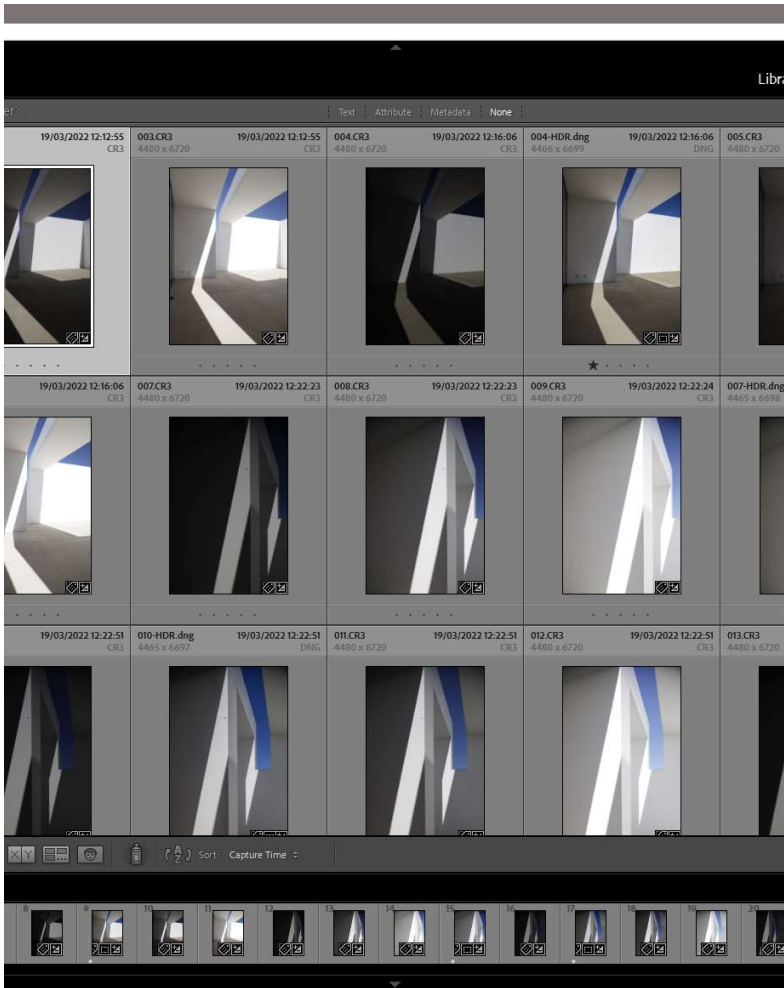 Libra
er :
Text Attribute Metadata None
19/03/2022 12:12:55 003.CR3 19/03/2022 12:12:55 004.CR3 19/03/2022 12:16:06 004-HDR.dng 19/03/2022 12:16:06 005.CR3
CR3 4480 x 6720 CR3 4480 x 6720 CR3 4466 x 6699 DNG 4480 x 6720
19/03/2022 12:16:06 007.CR3 19/03/2022 12:22:23 008.CR3 19/03/2022 12:22:23 009.CR3 19/03/2022 12:22:24 007-HDR.dng
CR3 4480 x 6720 CR3 4480 x 6720 CR3 4480 x 6720 CR3 4465 x 6698
19/03/2022 12:22:51 010-HDR.dng 19/03/2022 12:22:51 011.CR3 19/03/2022 12:22:51 012.CR3 19/03/2022 12:22:51 013.CR3
CR3 4465 x 6697 DNG 4480 x 6720 CR3 4480 x 6720 CR3 4480 x 6720
X Y A Z Sort: Capture Time
8 9 10 11 12 13 14 15 16 17 18 19 20